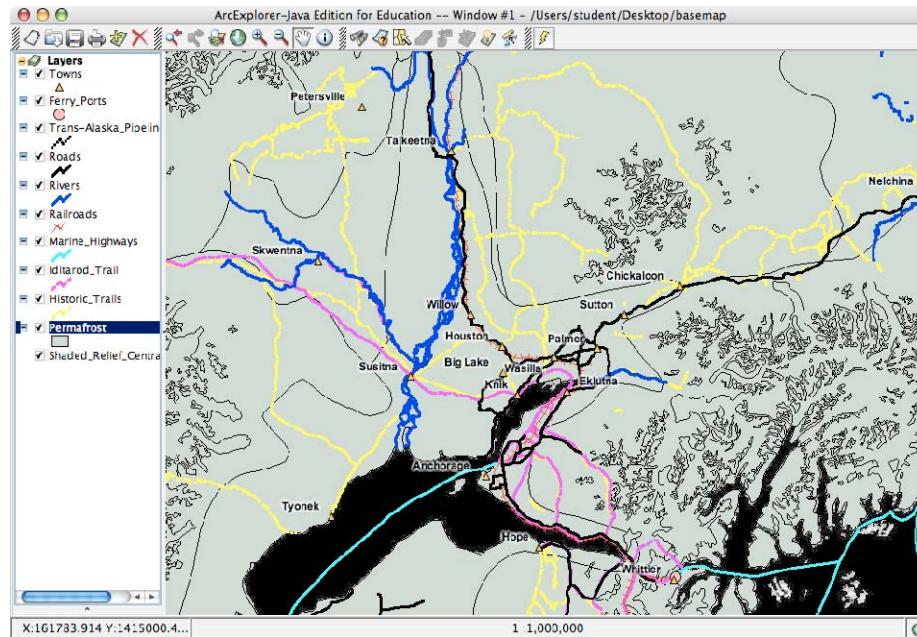 ArcExplorer-Java Edition for Education -- Window #1 - /Users/student/Desktop/basemap
Layers
Towns
Ferry_Ports
Trans-Alaska_Pipelin
Roads
Rivers
Railroads
Marine_Highways
Iditarod_Trail
Historic_Trails
Permafrost
Shaded_Relief_Centra
Petersville
Talkeetna
Nelchina
Skwentna
Chickaloon
Willow
Sutton
Houston
Palmer
Big Lake
Wasilla
Susitna
Knik
Eklutna
Anchorage
Tyonek
Hope
Whittier
X:161783.914 Y:1415000.4...
1 :1,000,000